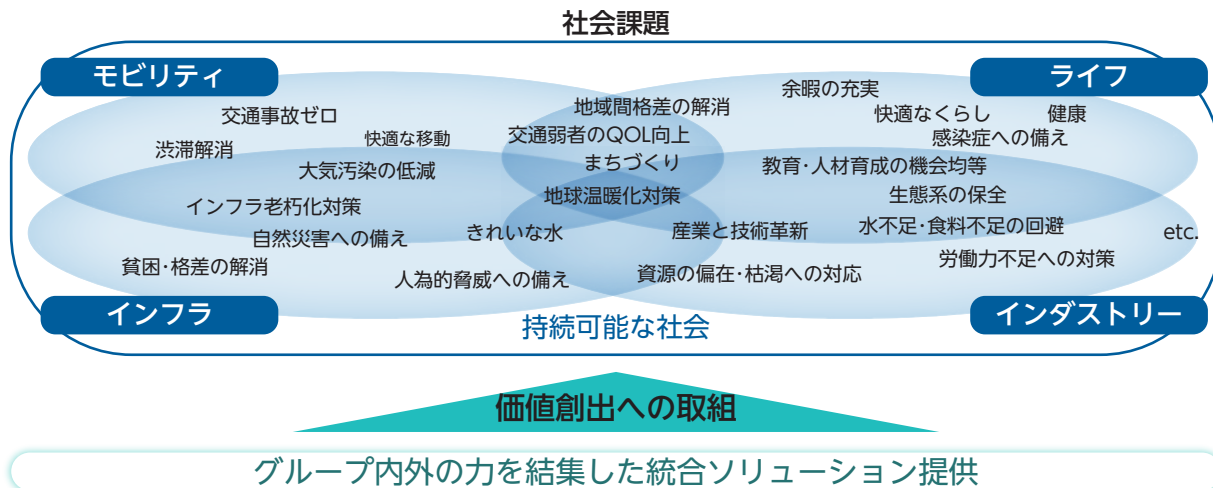 社会課題
モビリティ
ライフ
余暇の充実
地域間格差の解消
交通事故ゼロ
快適なくらし
健康
交通弱者のQOL向上
快適な移動
感染症への備え
渋滞解消
まちづくり
大気汚染の低減
教育・人材育成の機会均等
地球温暖化対策
生態系の保全
インフラ老朽化対策
自然災害への備え
きれいな水
産業と技術革新
水不足・食料不足の回避
etc.
貧困・格差の解消
人為的脅威への備え
資源の偏在・枯渇への対応
労働力不足への対策
インフラ
持続可能な社会
インダストリー
価値創出への取組
グループ内外の力を結集した統合ソリューション提供